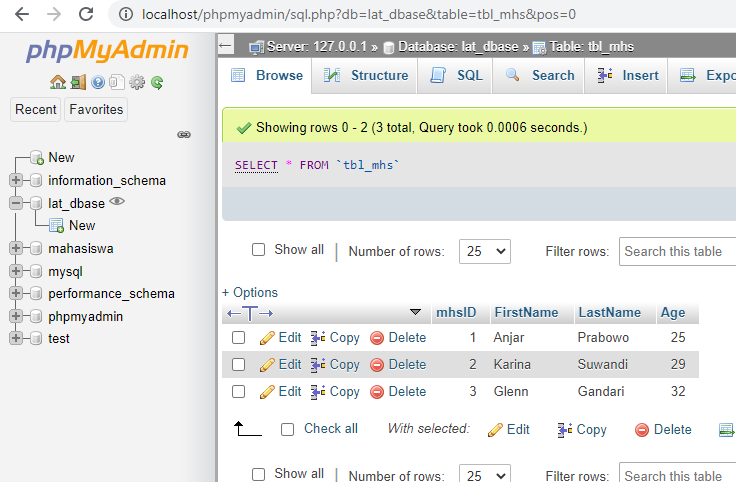 localhost/phpmyadmin/sql.php?db=lat_dbase&table=tbl_mhs&pos=0
phpMyAdmin
Recent Favorites
New
information_schema
lat_dbase
New
mahasiswa
mysql
performance_schema
phpmyadmin
test
Server: 127.0.0.1 » Database: lat_dbase » Table: tbl_mhs
Browse Structure SQL Search Insert Expo
Showing rows 0 - 2 (3 total, Query took 0.0006 seconds.)
SELECT * FROM `tbl_mhs`
Show all | Number of rows: 25 Filter rows: Search this table
+ Options
←T→ mhsID FirstName LastName Age
Edit Copy Delete 1 Anjar Prabowo 25
Edit Copy Delete 2 Karina Suwandi 29
Edit Copy Delete 3 Glenn Gandari 32
Check all With selected: Edit Copy Delete
Show all | Number of rows: 25 Filter rows: Search this table